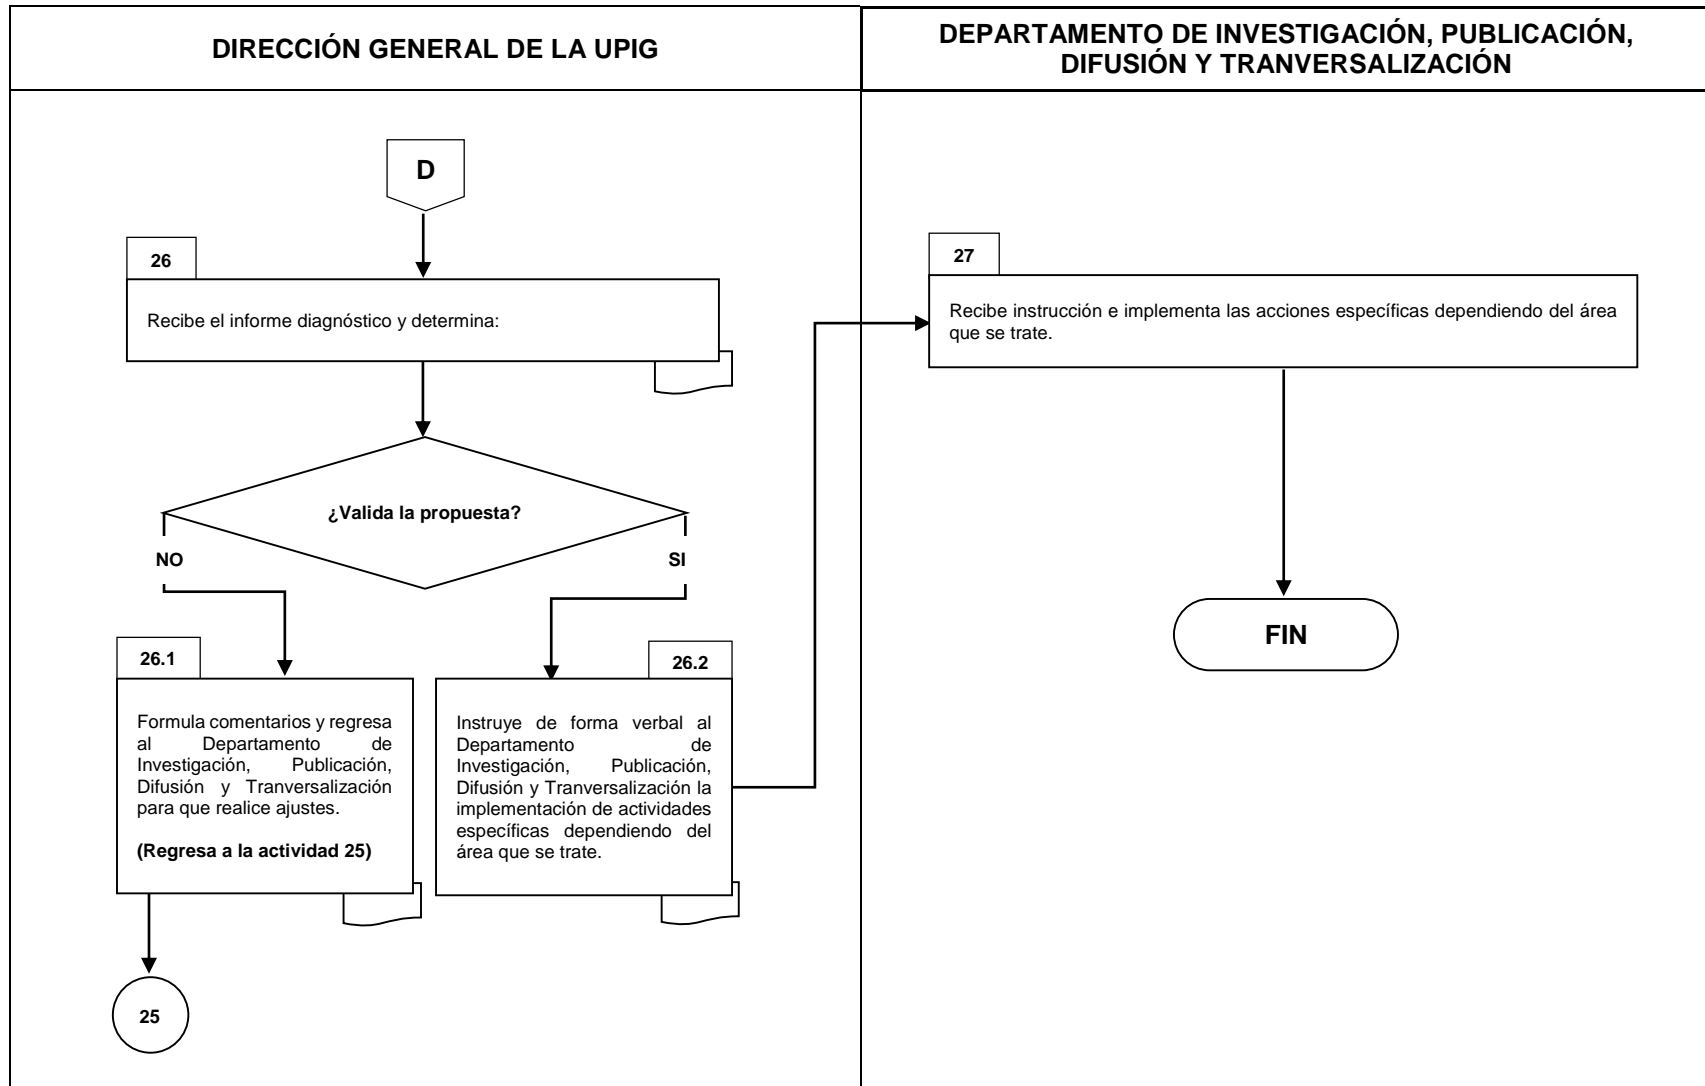 DIRECCIÓN GENERAL DE LA UPIG
DEPARTAMENTO DE INVESTIGACIÓN, PUBLICACIÓN,
DIFUSIÓN Y TRANVERSALIZACIÓN
D
26
Recibe el informe diagnóstico y determina:
¿Valida la propuesta?
NO
SI
26.1
Formula comentarios y regresa
al Departamento de
Investigación, Publicación,
Difusión y Tranversalización
para que realice ajustes.
(Regresa a la actividad 25)
25
26.2
Instruye de forma verbal al
Departamento de
Investigación, Publicación,
Difusión y Tranversalización la
implementación de actividades
específicas dependiendo del
área que se trate.
27
Recibe instrucción e implementa las acciones específicas dependiendo del área
que se trate.
FIN